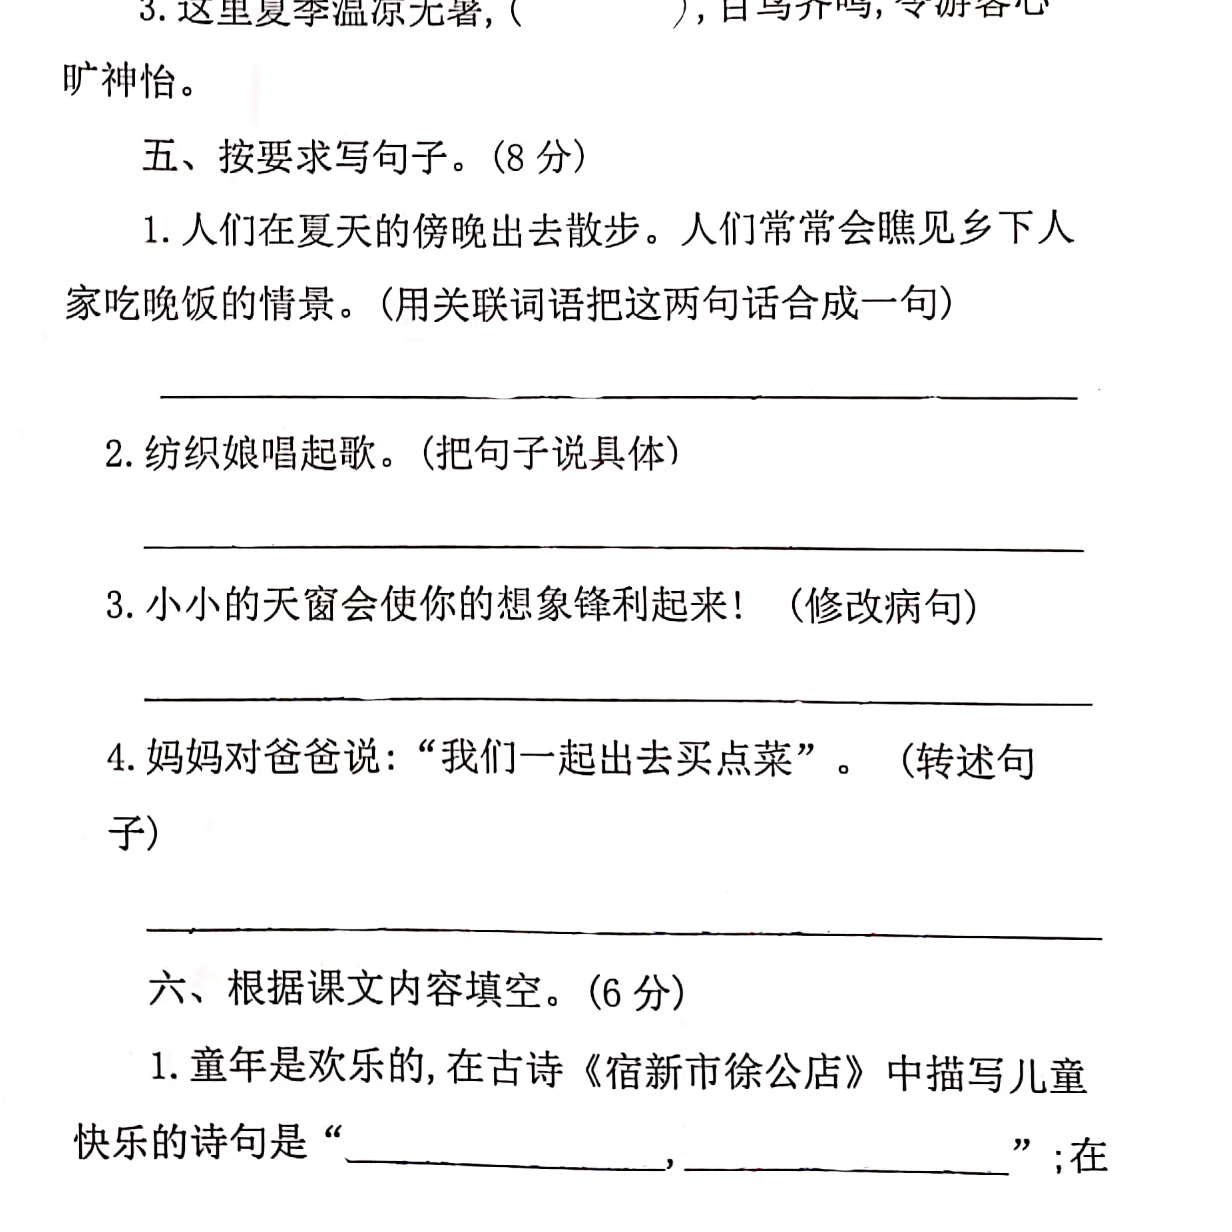 3.这里夏季温凉无暑,(　　　　),百鸟齐鸣,令游客心
旷神怡。
五、按要求写句子。(8分)
1.人们在夏天的傍晚出去散步。人们常常会瞧见乡下人
家吃晚饭的情景。(用关联词语把这两句话合成一句)
2.纺织娘唱起歌。(把句子说具体)
3.小小的天窗会使你的想象锋利起来! (修改病句)
4.妈妈对爸爸说:“我们一起出去买点菜”。 (转述句
子)
六、根据课文内容填空。(6分)
1.童年是欢乐的,在古诗《宿新市徐公店》中描写儿童
快乐的诗句是“________,________”;在